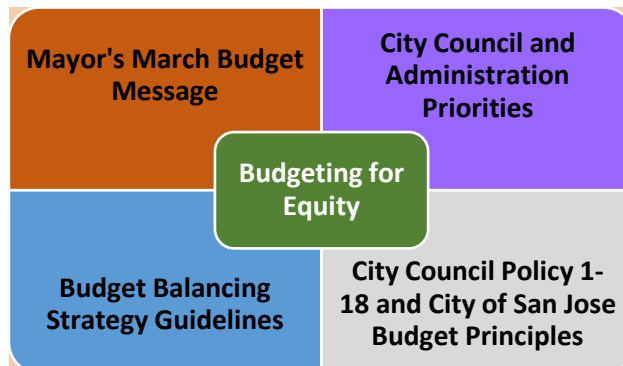 Mayor's March Budget
Message
City Council and
Administration
Priorities
Budgeting for
Equity
Budget Balancing
Strategy Guidelines
City Council Policy 1-
18 and City of San Jose
Budget Principles